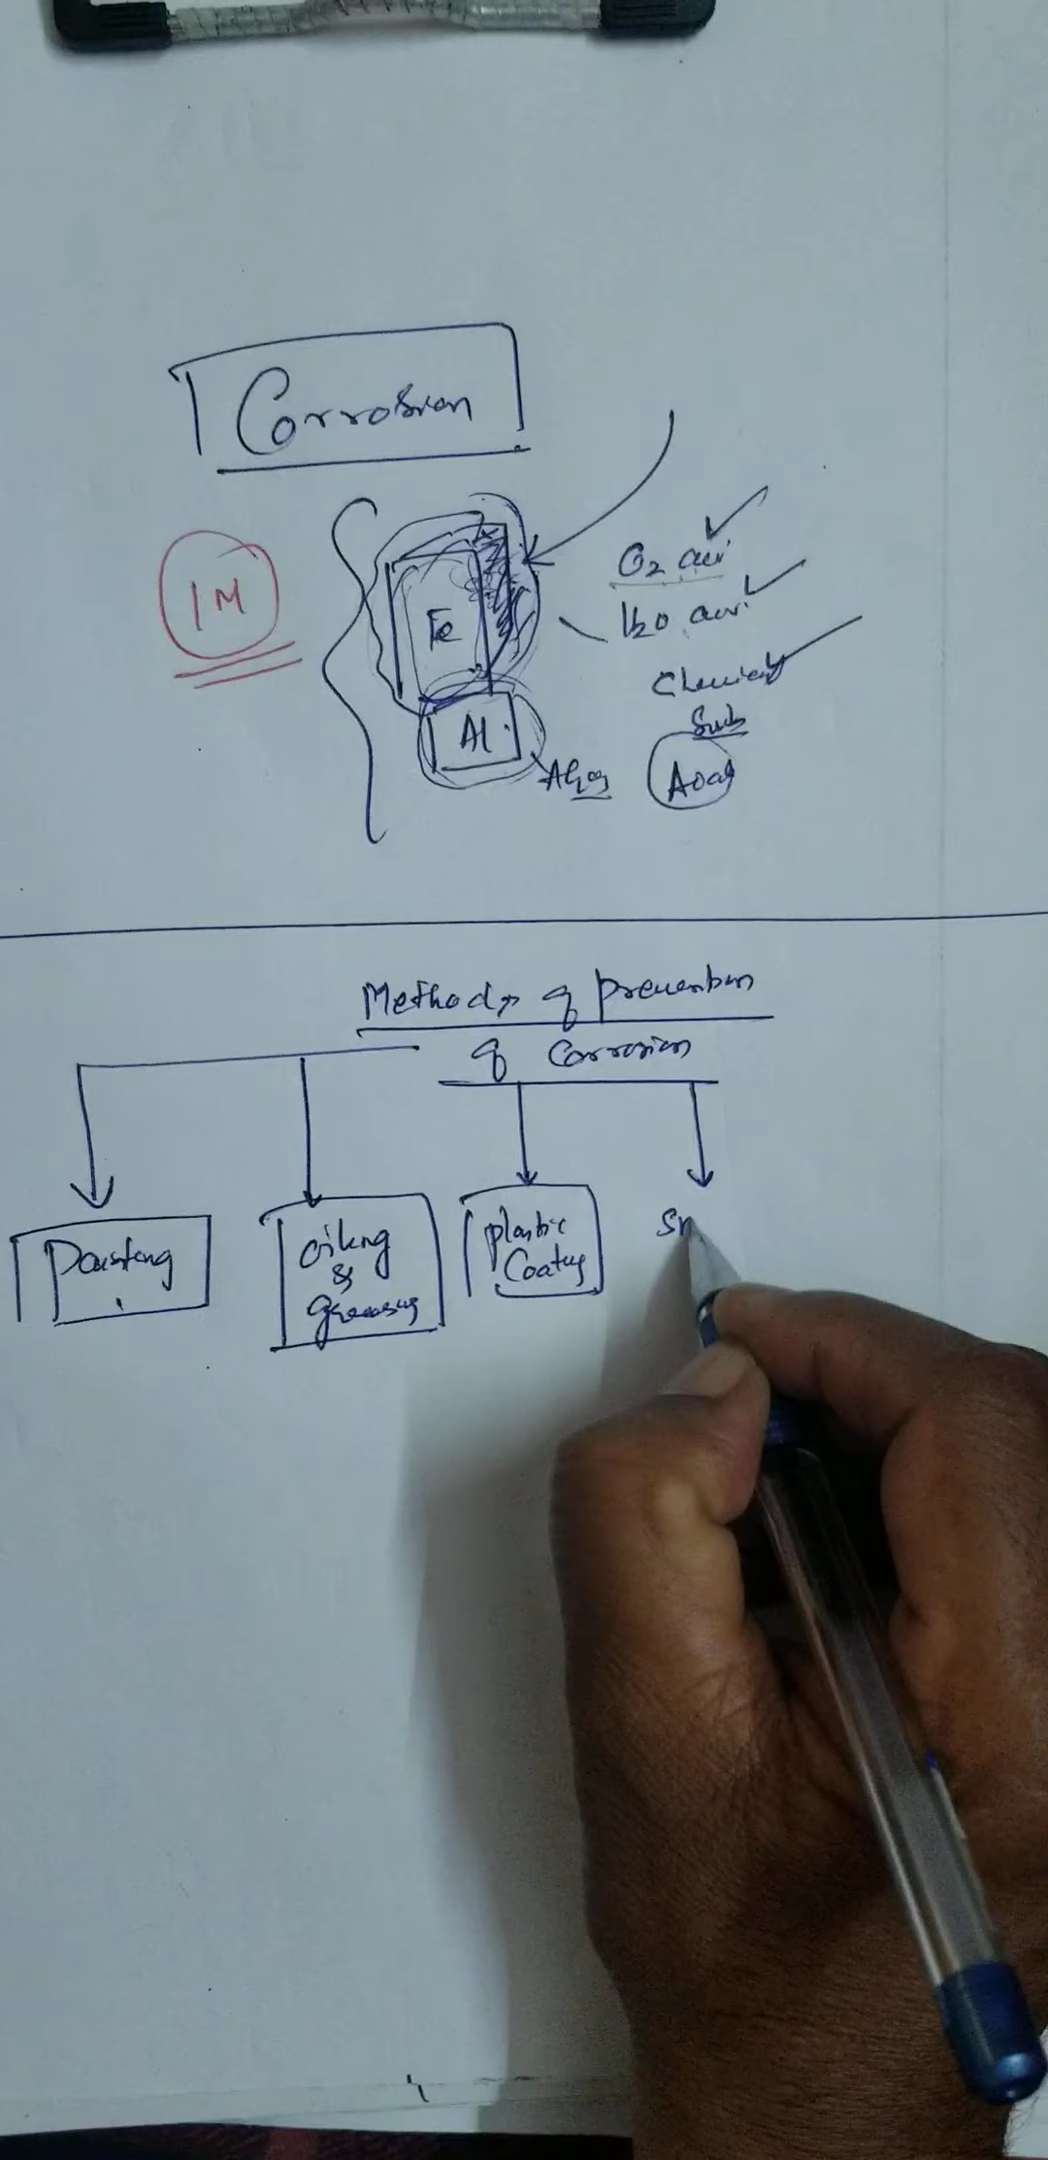 Corrosion
1M
Fe
O2 air
H2O air
Chemical
Sub
Al
Methods of Prevention
of Corrosion
Painting
oiling
&
greasing
plastic
Coating
Sn